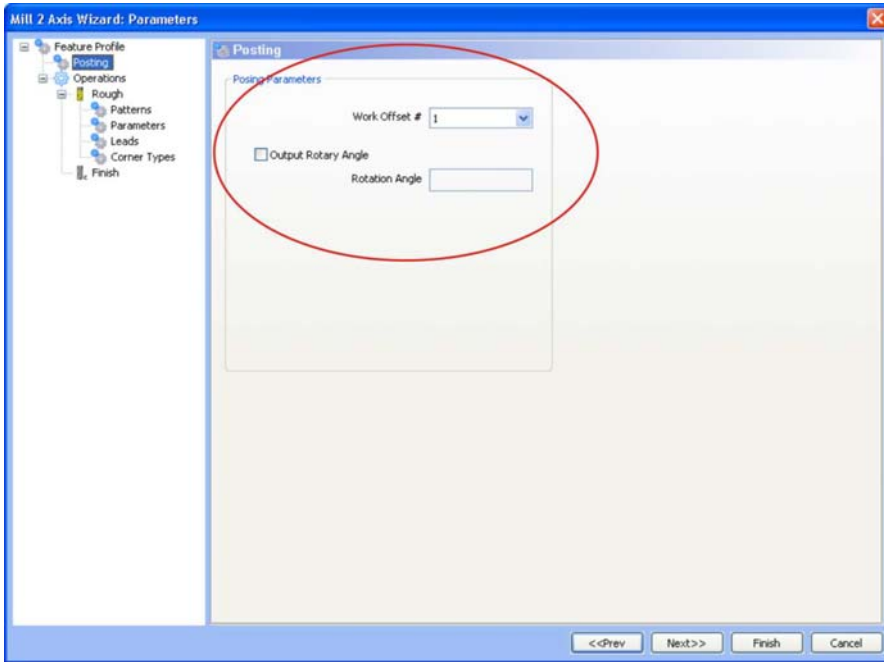 Mill 2 Axis Wizard: Parameters
Feature Profile
Posting
Operations
Rough
Patterns
Parameters
Leads
Corner Types
Finish
Posting
Posing Parameters
Work Offset # 1
Output Rotary Angle
Rotation Angle
<<Prev Next>> Finish Cancel